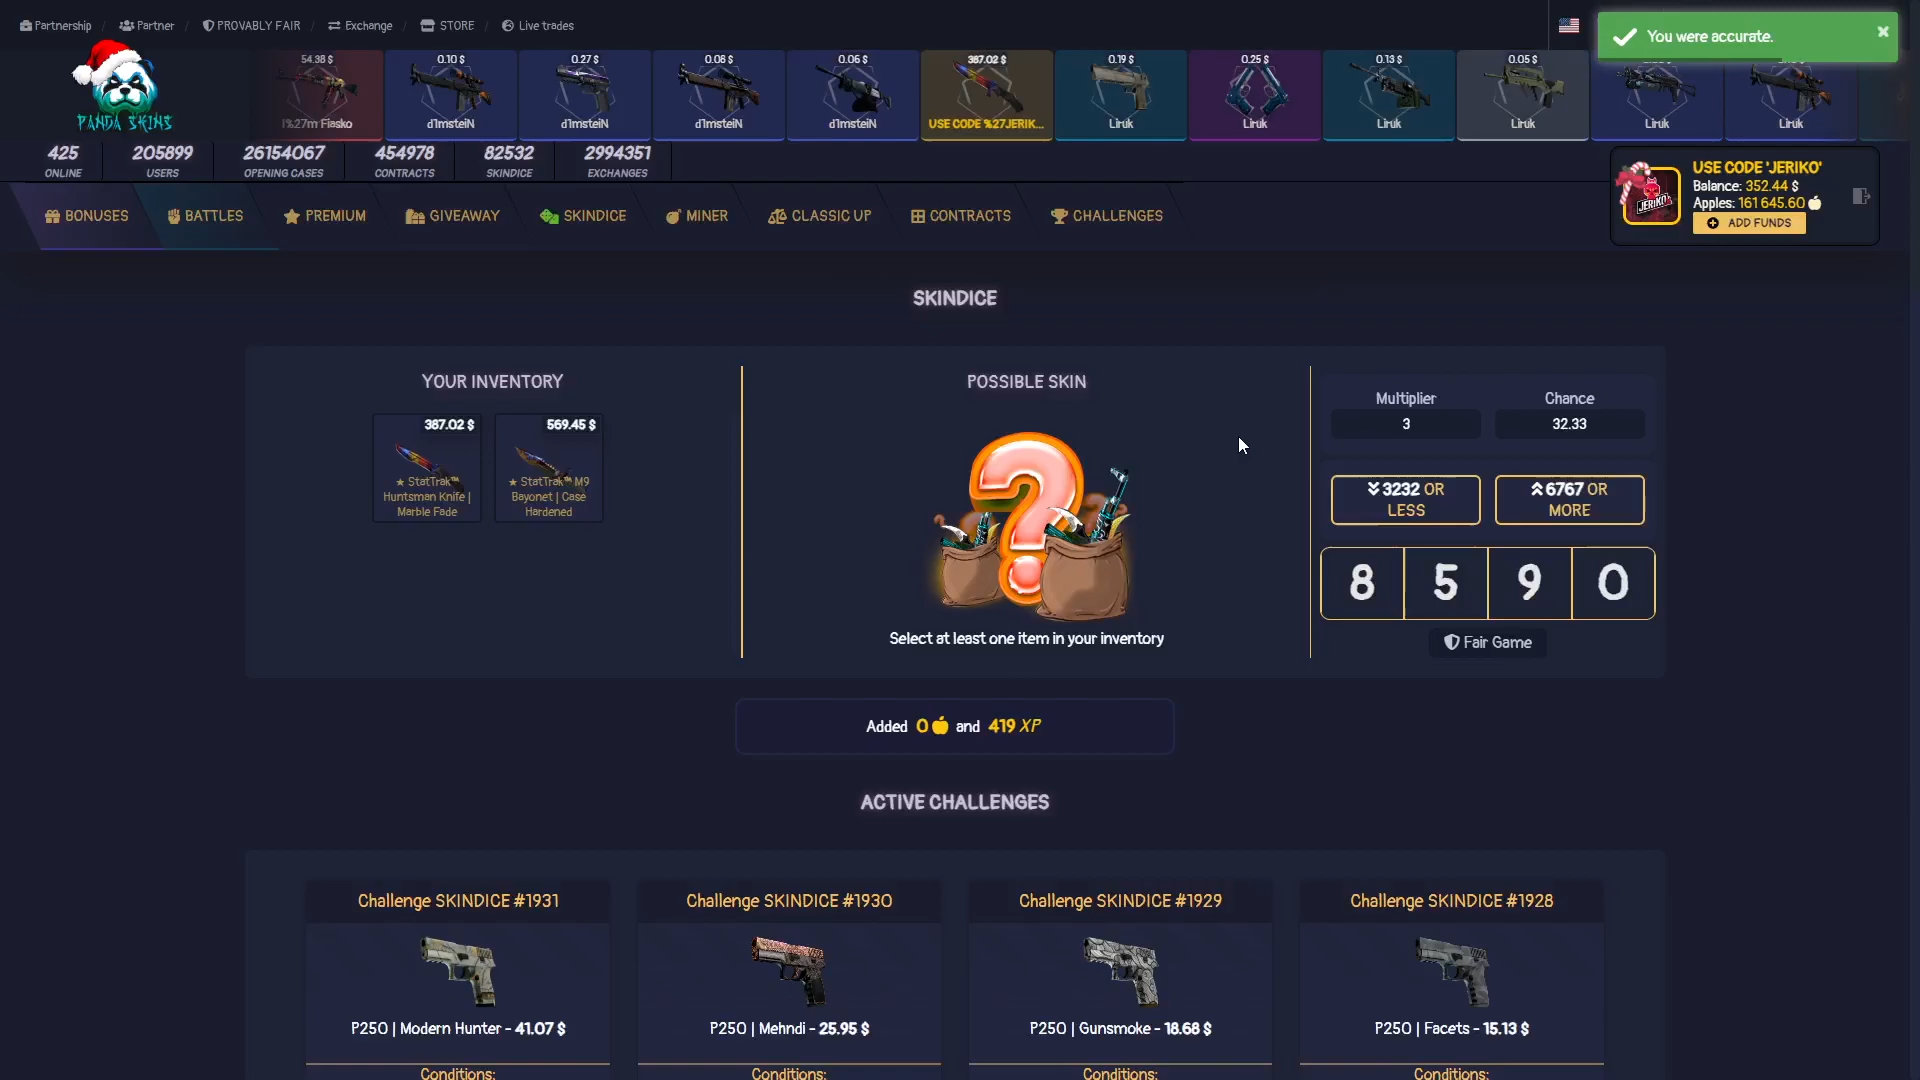 Partnership / Partner / PROVABLY FAIR / Exchange / STORE / Live trades
You were accurate.
PANDA SKINS
54.38 $ 0.10 $ 0.27 $ 0.08 $ 0.06 $ 387.02 $ 0.19 $ 0.25 $ 0.13 $ 0.05 $
I%27m Fiasko d1msteiN d1msteiN d1msteiN d1msteiN USE CODE %27JERIK... Liruk Liruk Liruk Liruk Liruk Liruk
425 205899 26154067 454978 82532 2994351
ONLINE USERS OPENING CASES CONTRACTS SKINDICE EXCHANGES
USE CODE 'JERIKO'
Balance: 352.44 $
Apples: 161 645.60
ADD FUNDS
JERIKO
BONUSES BATTLES PREMIUM GIVEAWAY SKINDICE MINER CLASSIC UP CONTRACTS CHALLENGES
SKINDICE
YOUR INVENTORY
387.02 $
★ StatTrak™
Huntsman Knife |
Marble Fade
569.45 $
★ StatTrak™ M9
Bayonet | Case
Hardened
POSSIBLE SKIN
Select at least one item in your inventory
Multiplier Chance
3 32.33
3232 OR
LESS
6767 OR
MORE
8 5 9 0
Fair Game
Added 0 and 419 XP
ACTIVE CHALLENGES
Challenge SKINDICE #1931 Challenge SKINDICE #1930 Challenge SKINDICE #1929 Challenge SKINDICE #1928
P250 | Modern Hunter - 41.07 $ P250 | Mehndi - 25.95 $ P250 | Gunsmoke - 18.68 $ P250 | Facets - 15.13 $
Conditions: Conditions: Conditions: Conditions: